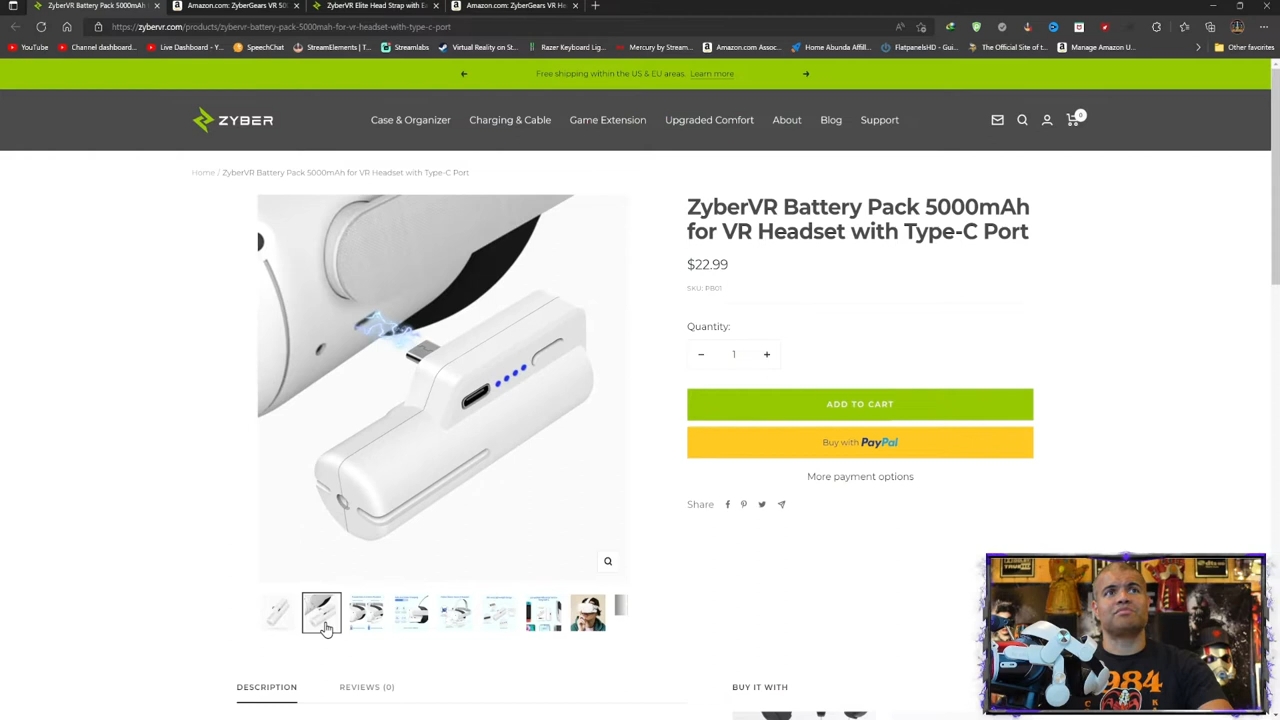 ZyberVR Battery Pack 5000mAh f
Amazon.com: ZyberGears VR 50
ZyberVR Elite Head Strap with E
Amazon.com: ZyberGears VR He
https://zybervr.com/products/zybervr-battery-pack-5000mah-for-vr-headset-with-type-c-port
YouTube
Channel dashboard...
Live Dashboard - Y...
SpeechChat
StreamElements | T...
Streamlabs
Virtual Reality on St...
Razer Keyboard Lig...
Mercury by Stream...
Amazon.com Assoc...
Home Abunda Affil...
FlatpanelsHD - Gui...
The Official Site of t...
Manage Amazon U...
Other favorites
Free shipping within the US & EU areas. Learn more
ZYBER
Case & Organizer
Charging & Cable
Game Extension
Upgraded Comfort
About
Blog
Support
0
Home / ZyberVR Battery Pack 5000mAh for VR Headset with Type-C Port
ZyberVR Battery Pack 5000mAh
for VR Headset with Type-C Port
$22.99
SKU: PB01
Quantity:
− 1 +
ADD TO CART
Buy with PayPal
More payment options
Share
DESCRIPTION
REVIEWS (0)
BUY IT WITH
1984